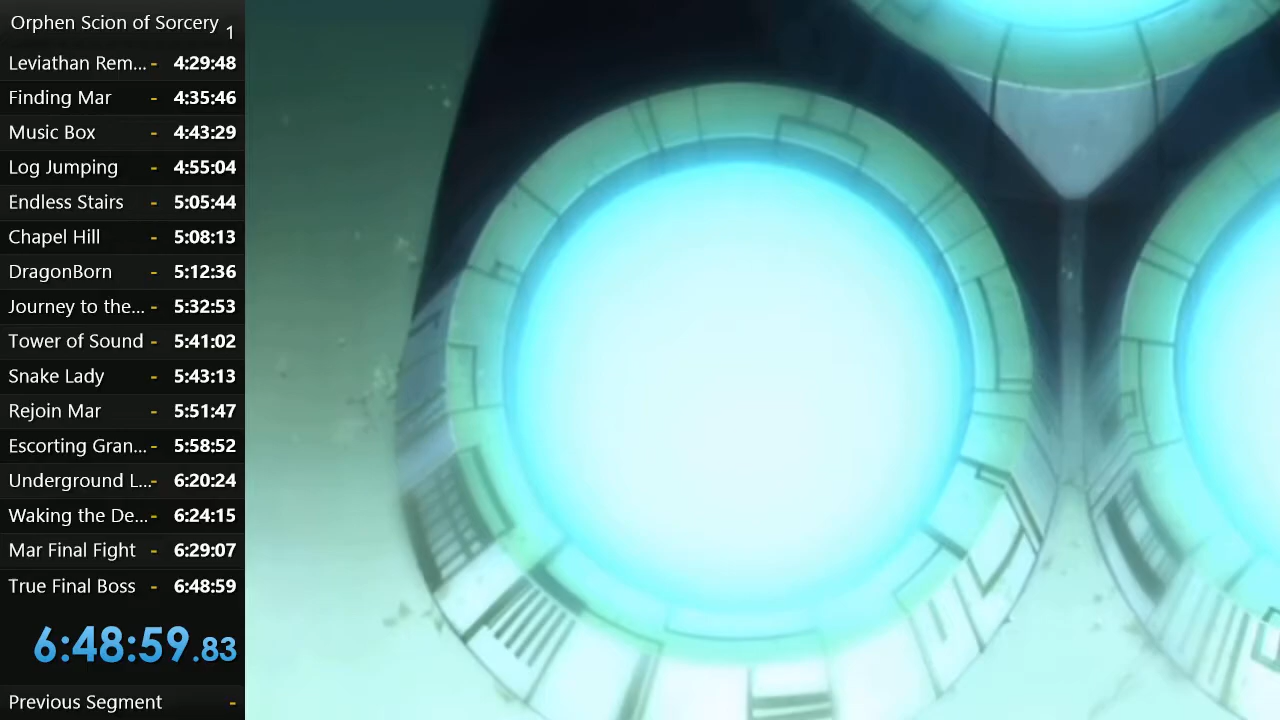 Orphen Scion of Sorcery 1
Leviathan Rem... - 4:29:48
Finding Mar - 4:35:46
Music Box - 4:43:29
Log Jumping - 4:55:04
Endless Stairs - 5:05:44
Chapel Hill - 5:08:13
DragonBorn - 5:12:36
Journey to the... - 5:32:53
Tower of Sound - 5:41:02
Snake Lady - 5:43:13
Rejoin Mar - 5:51:47
Escorting Gran... - 5:58:52
Underground L... - 6:20:24
Waking the De... - 6:24:15
Mar Final Fight - 6:29:07
True Final Boss - 6:48:59
6:48:59.83
Previous Segment -